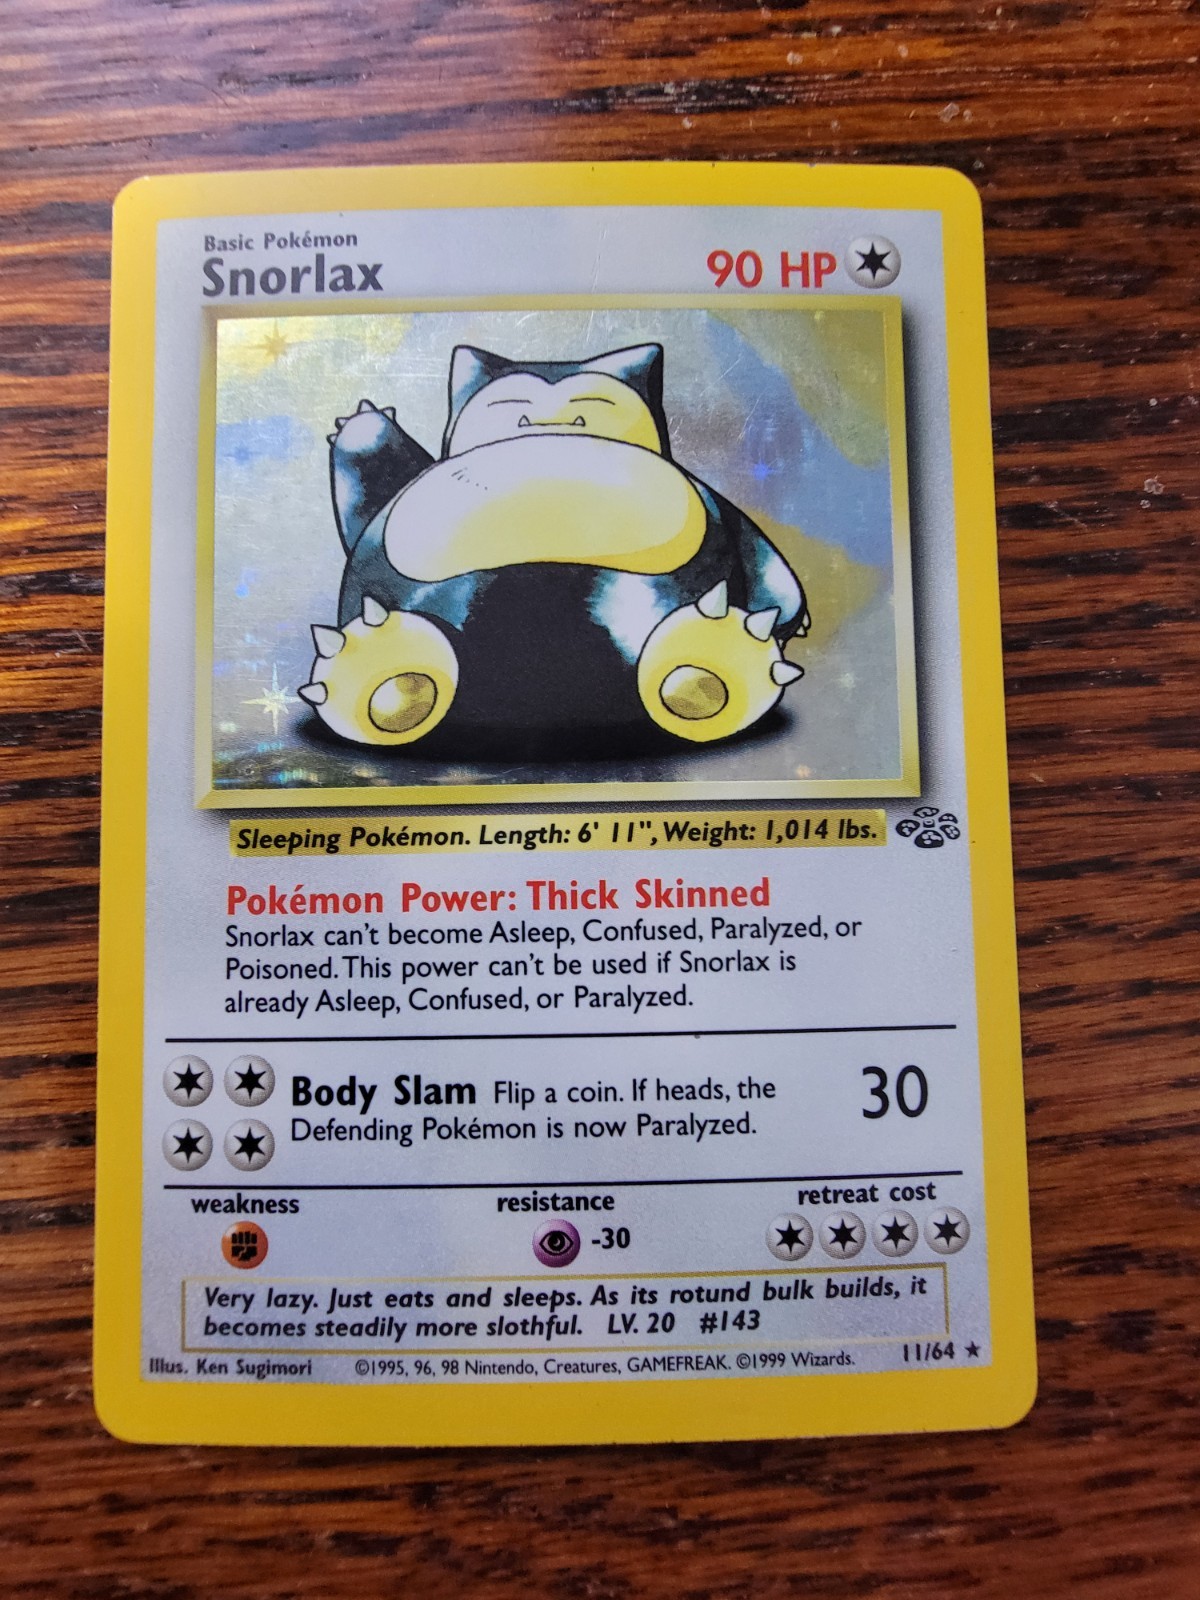 Basic Pokémon
Snorlax
90 HP
Sleeping Pokémon. Length: 6' 11", Weight: 1,014 lbs.
Pokémon Power: Thick Skinned
Snorlax can't become Asleep, Confused, Paralyzed, or
Poisoned. This power can't be used if Snorlax is
already Asleep, Confused, or Paralyzed.
Body Slam Flip a coin. If heads, the
Defending Pokémon is now Paralyzed.
30
weakness
resistance
retreat cost
-30
Very lazy. Just eats and sleeps. As its rotund bulk builds, it
becomes steadily more slothful. LV. 20 #143
Illus. Ken Sugimori ©1995, 96, 98 Nintendo, Creatures, GAMEFREAK. ©1999 Wizards. 11/64 ★